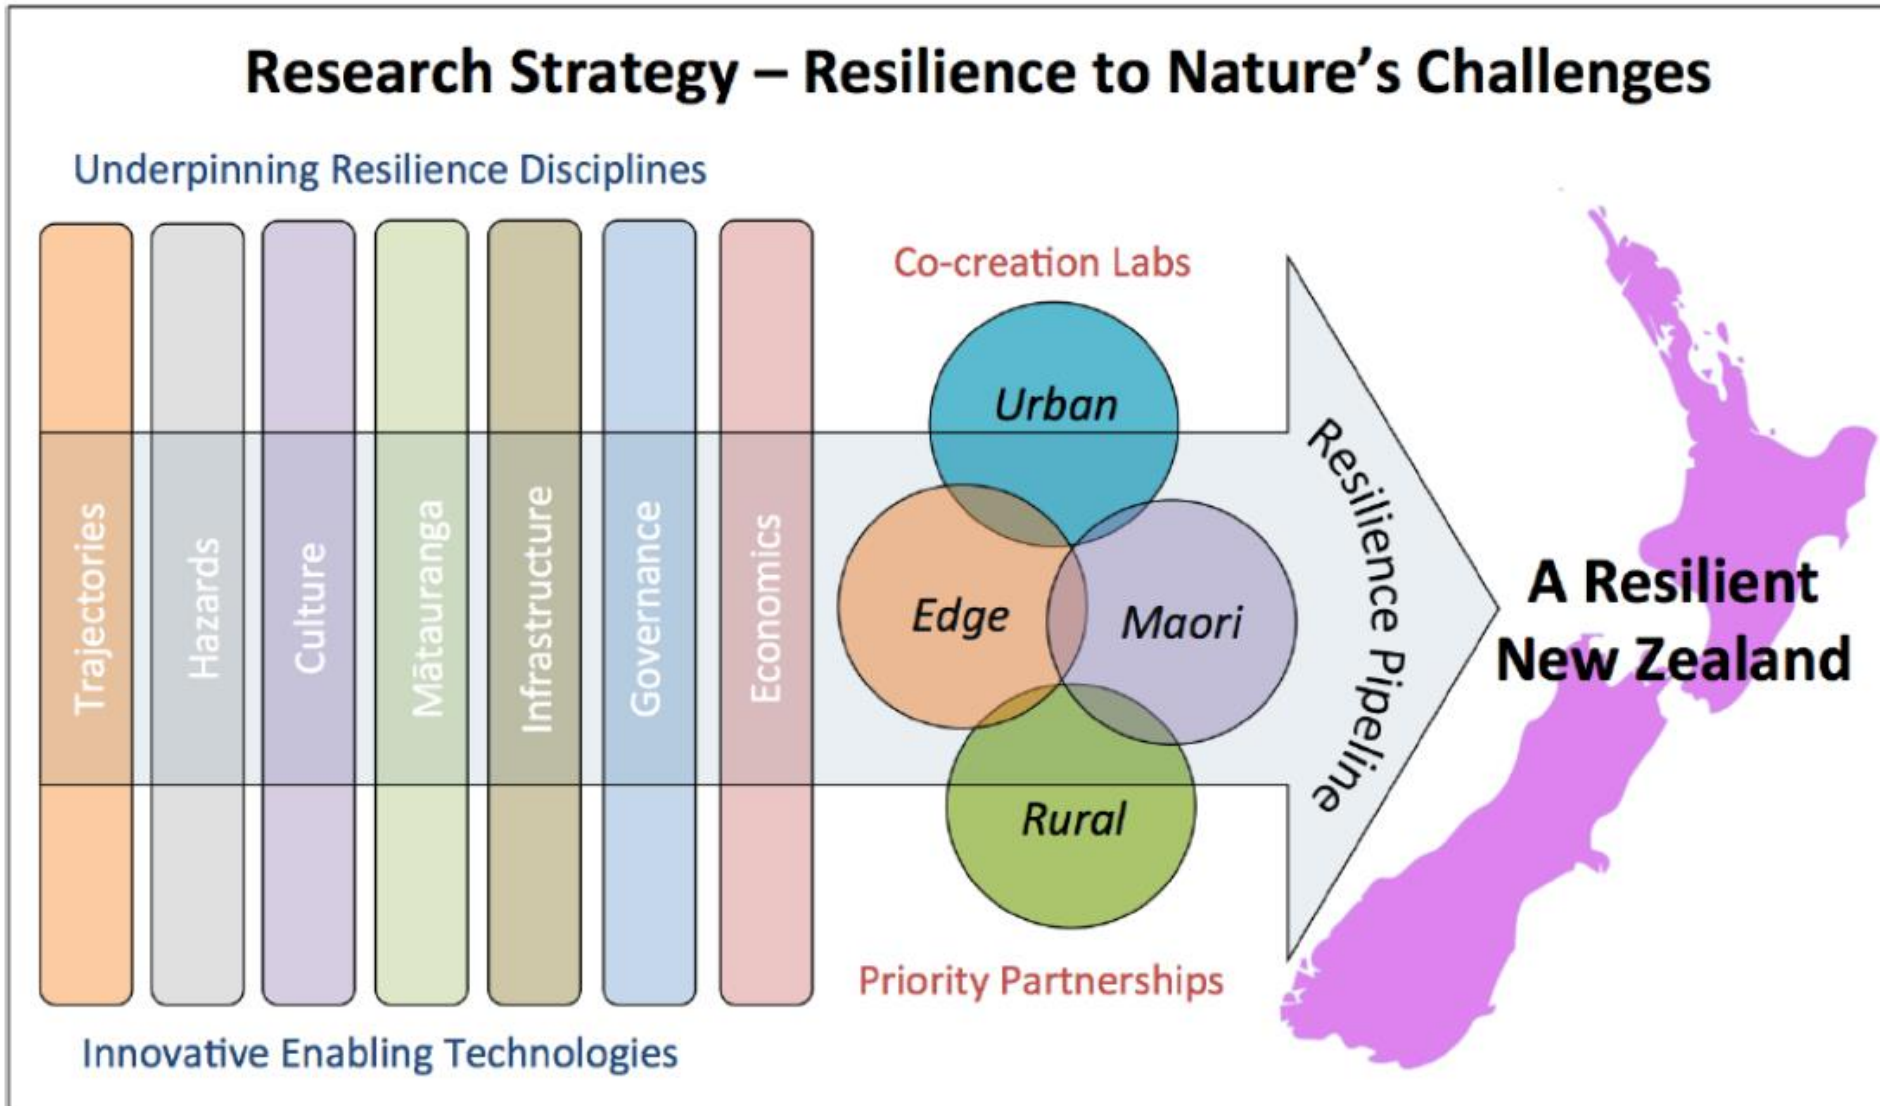 Research Strategy – Resilience to Nature’s Challenges
Underpinning Resilience Disciplines
Trajectories
Hazards
Culture
Mātauranga
Infrastructure
Governance
Economics
Innovative Enabling Technologies
Co-creation Labs
Urban
Edge
Maori
Rural
Priority Partnerships
Resilience Pipeline
A Resilient
New Zealand